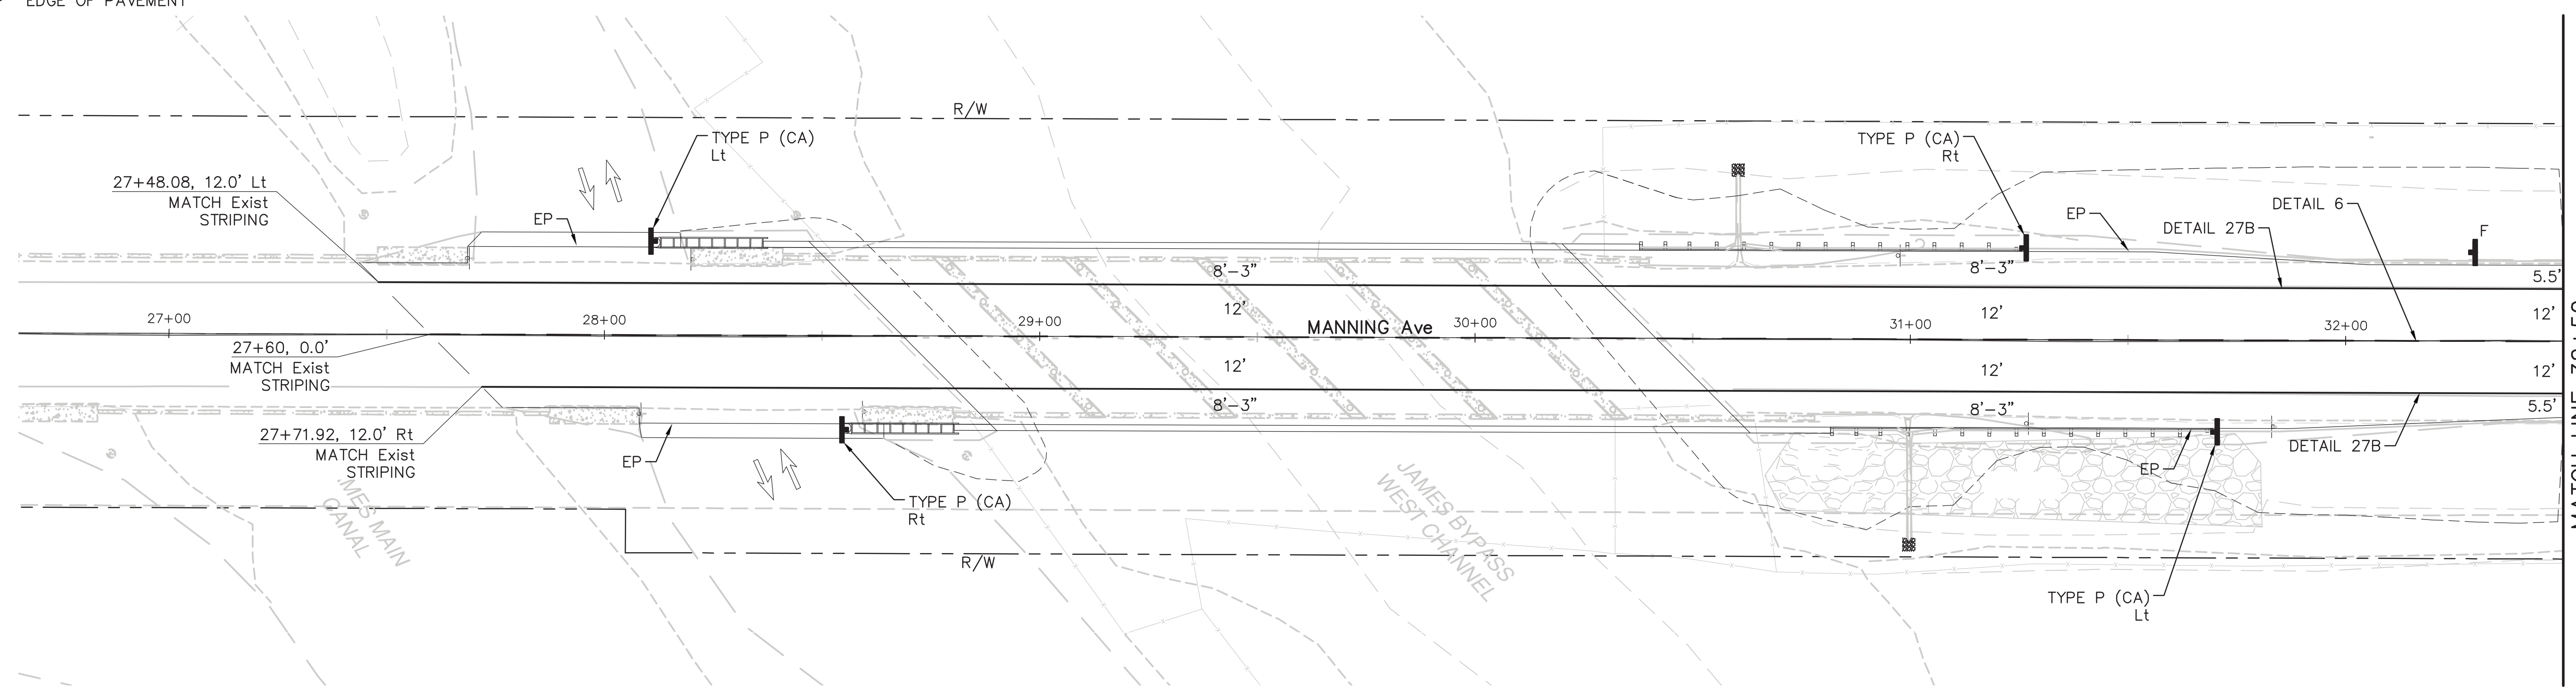 EDGE OF PAVEMENT
R/W
TYPE P (CA)
Lt
TYPE P (CA)
Rt
27+48.08, 12.0' Lt
MATCH Exist
STRIPING
EP
EP
DETAIL 6
DETAIL 27B
F
8'-3"
8'-3"
5.5'
12'
12'
12'
27+00
28+00
29+00
30+00
31+00
32+00
MANNING Ave
27+60, 0.0'
MATCH Exist
STRIPING
12'
12'
12'
8'-3"
8'-3"
5.5'
27+71.92, 12.0' Rt
MATCH Exist
STRIPING
EP
EP
DETAIL 27B
MAIN
CANAL
JAMES BYPASS
WEST CHANNEL
TYPE P (CA)
Rt
R/W
TYPE P (CA)
Lt